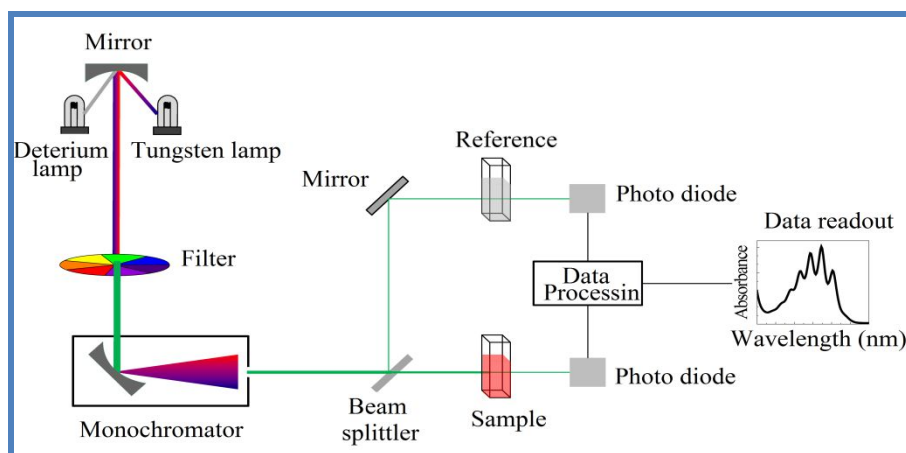 Mirror
Deterium
lamp
Tungsten lamp
Filter
Monochromator
Mirror
Beam
splittler
Reference
Sample
Photo diode
Photo diode
Data
Processin
Data readout
Absorbance
Wavelength (nm)